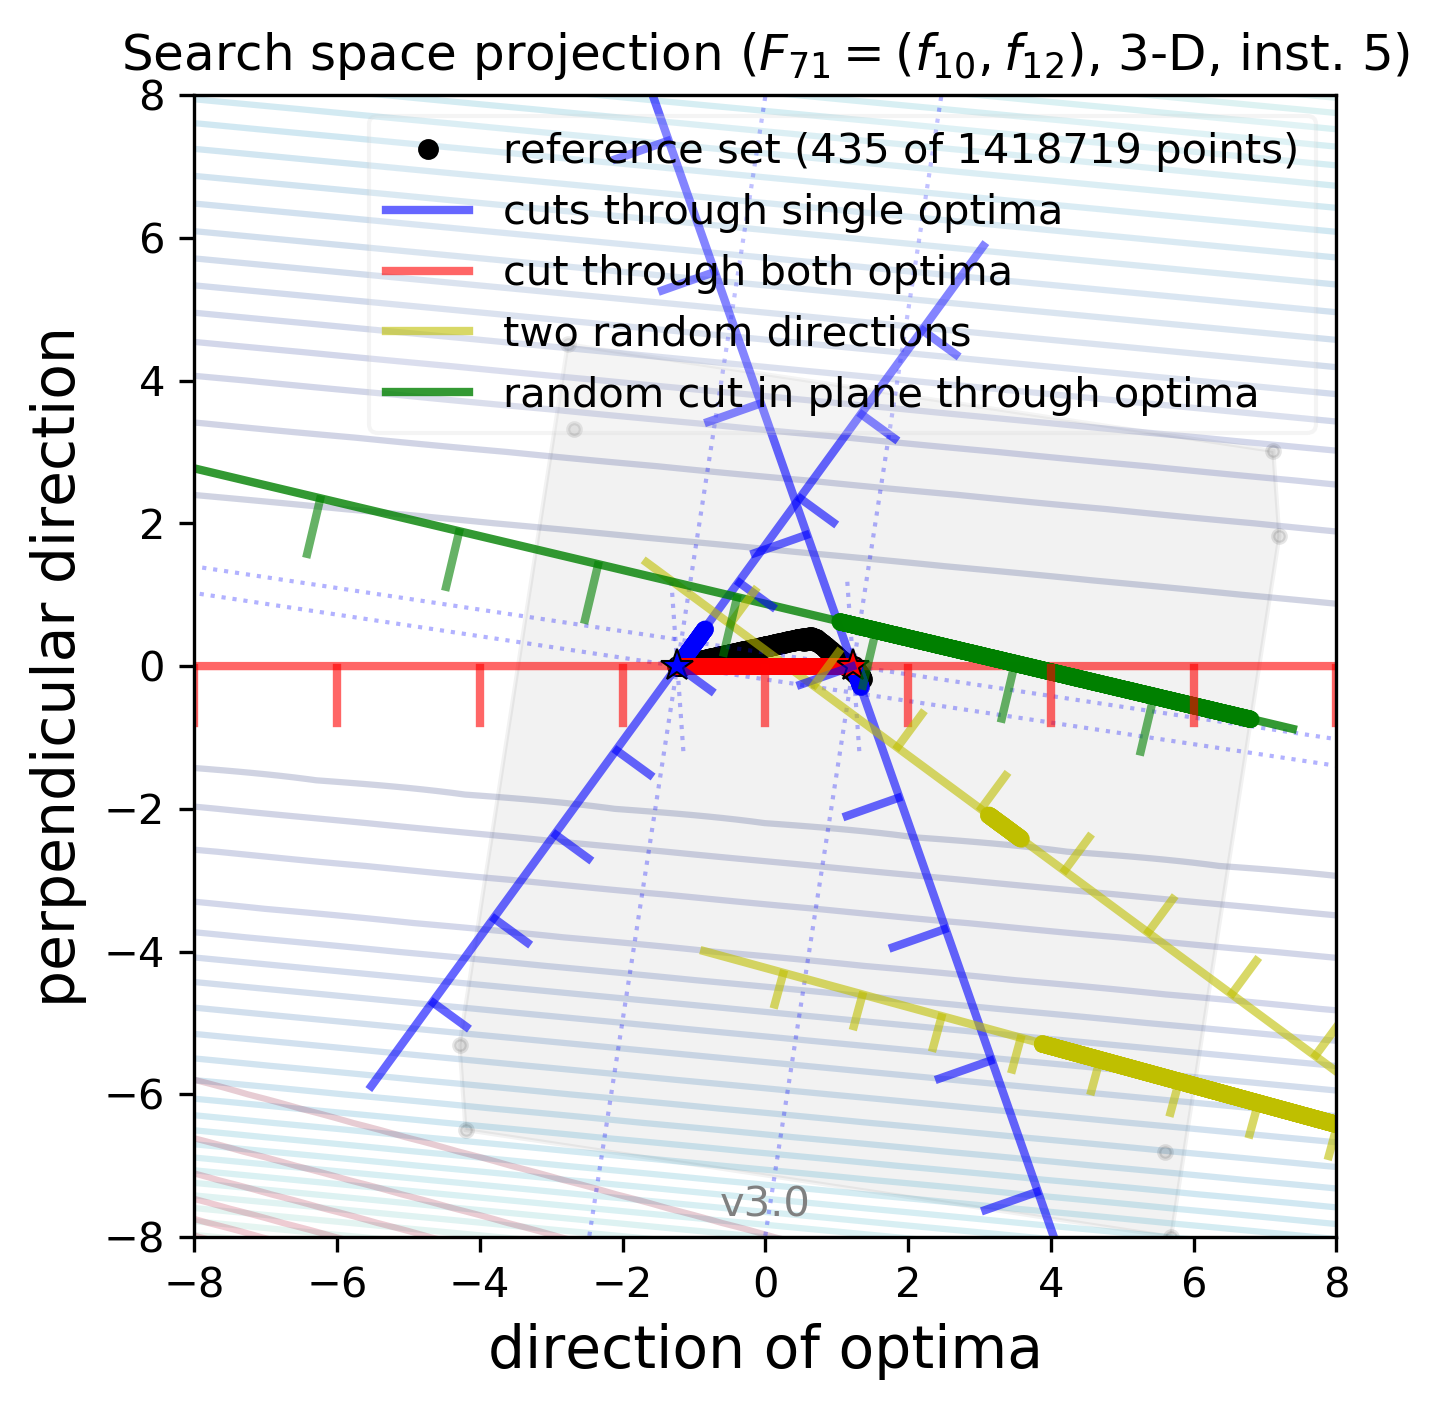 Search space projection (F71 = (f10, f12), 3-D, inst. 5)
reference set (435 of 1418719 points)
cuts through single optima
cut through both optima
two random directions
random cut in plane through optima
perpendicular direction
8
6
4
2
0
−2
−4
−6
−8
v3.0
−8 −6 −4 −2 0 2 4 6 8
direction of optima